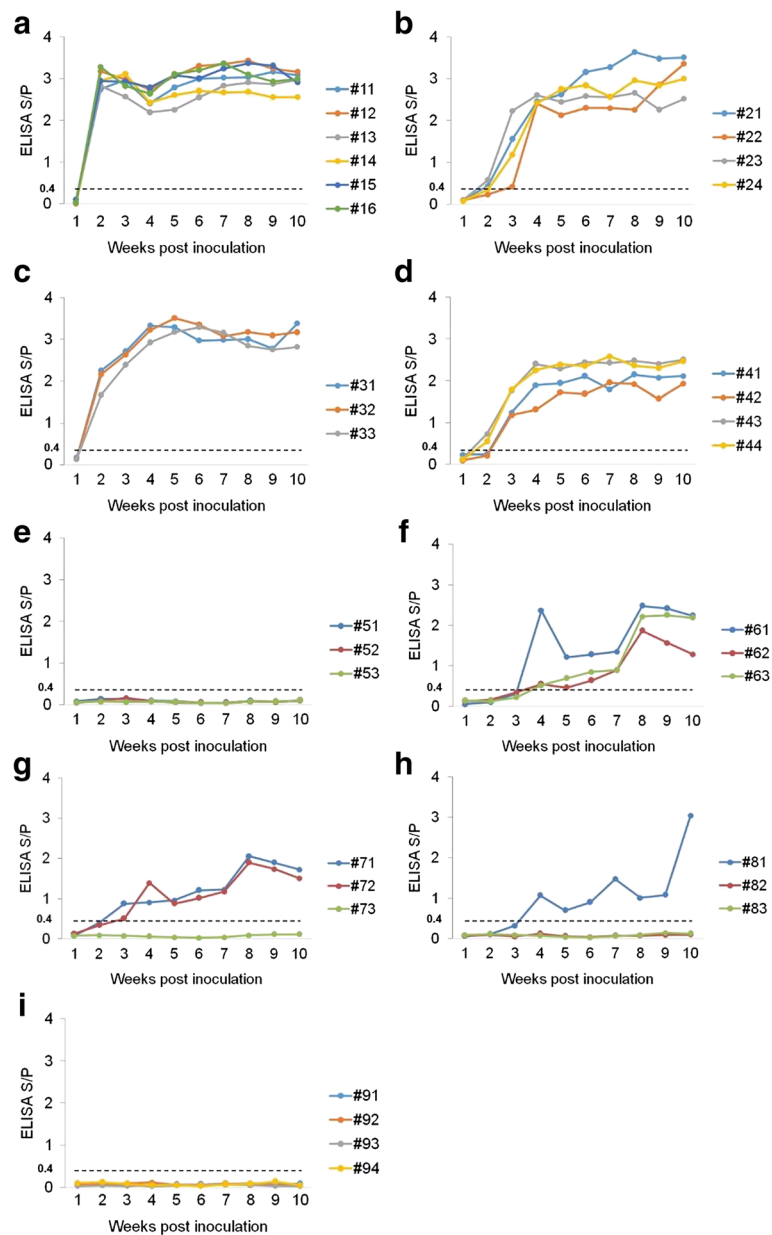 a
ELISA S/P
4
3
2
1
0.4
0
1 2 3 4 5 6 7 8 9 10
Weeks post inoculation
#11
#12
#13
#14
#15
#16
b
ELISA S/P
4
3
2
1
0.4
0
1 2 3 4 5 6 7 8 9 10
Weeks post inoculation
#21
#22
#23
#24
c
ELISA S/P
4
3
2
1
0.4
0
1 2 3 4 5 6 7 8 9 10
Weeks post inoculation
#31
#32
#33
d
ELISA S/P
4
3
2
1
0.4
0
1 2 3 4 5 6 7 8 9 10
Weeks post inoculation
#41
#42
#43
#44
e
ELISA S/P
4
3
2
1
0.4
0
1 2 3 4 5 6 7 8 9 10
Weeks post inoculation
#51
#52
#53
f
ELISA S/P
4
3
2
1
0.4
0
1 2 3 4 5 6 7 8 9 10
Weeks post inoculation
#61
#62
#63
g
ELISA S/P
4
3
2
1
0.4
0
1 2 3 4 5 6 7 8 9 10
Weeks post inoculation
#71
#72
#73
h
ELISA S/P
4
3
2
1
0.4
0
1 2 3 4 5 6 7 8 9 10
Weeks post inoculation
#81
#82
#83
i
ELISA S/P
4
3
2
1
0.4
0
1 2 3 4 5 6 7 8 9 10
Weeks post inoculation
#91
#92
#93
#94